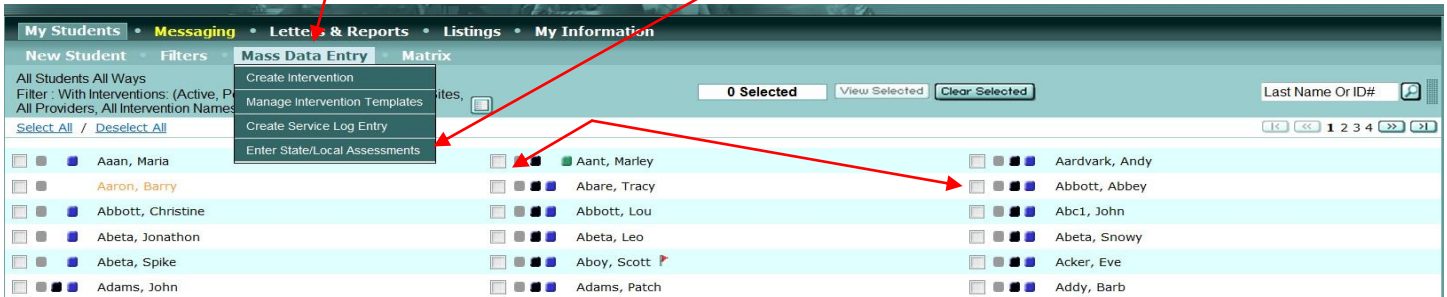 My Students • Messaging • Letters & Reports • Listings • My Information
New Student • Filters • Mass Data Entry • Matrix
All Students All Ways
Filter : With Interventions: (Active, P
ites,
All Providers, All Intervention Names
Create Intervention
Manage Intervention Templates
Create Service Log Entry
Enter State/Local Assessments
0 Selected View Selected Clear Selected
Last Name Or ID#
Select All / Deselect All
1 2 3 4
Aaan, Maria Aant, Marley Aardvark, Andy
Aaron, Barry Abare, Tracy Abbott, Abbey
Abbott, Christine Abbott, Lou Abc1, John
Abeta, Jonathon Abeta, Leo Abeta, Snowy
Abeta, Spike Aboy, Scott Acker, Eve
Adams, John Adams, Patch Addy, Barb